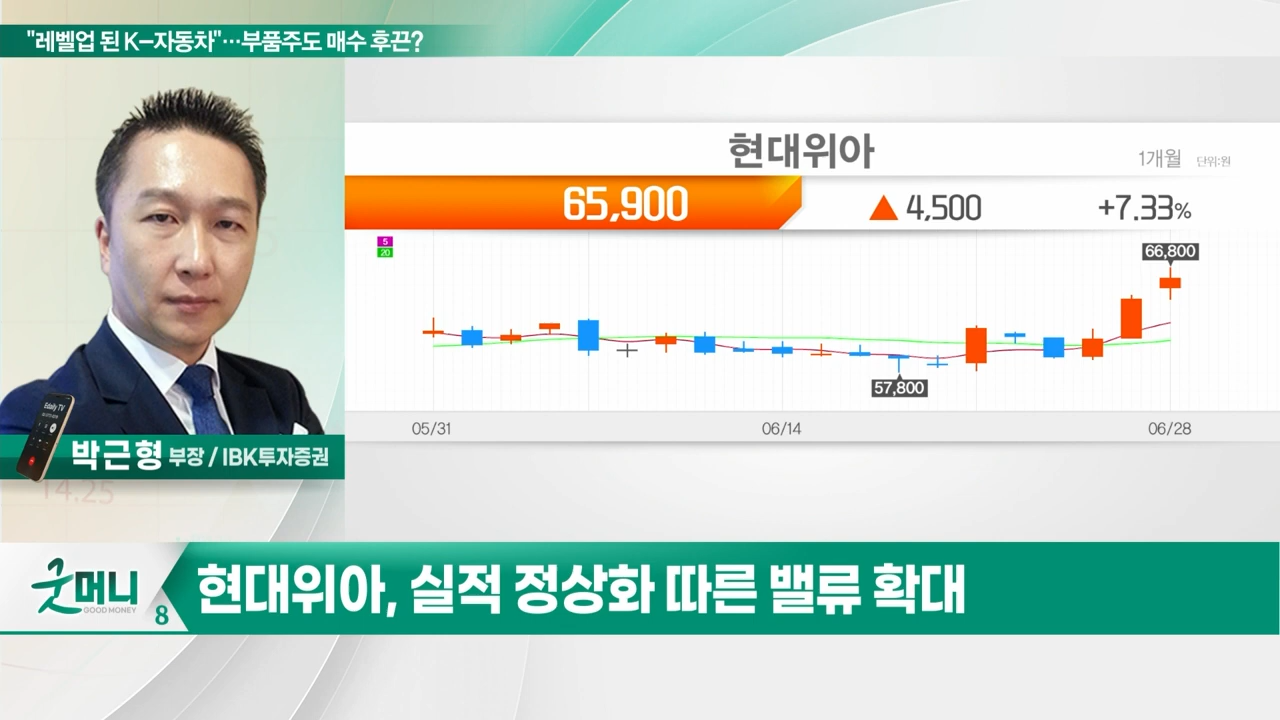 "레벨업 된 K-자동차"…부품주도 매수 후끈?
현대위아
1개월 단위:원
65,900 ▲ 4,500 +7.33%
5
20
66,800
57,800
05/31 06/14 06/28
Edaily TV
박근형 부장 / IBK투자증권
14.25
굿머니
GOOD MONEY
8
현대위아, 실적 정상화 따른 밸류 확대